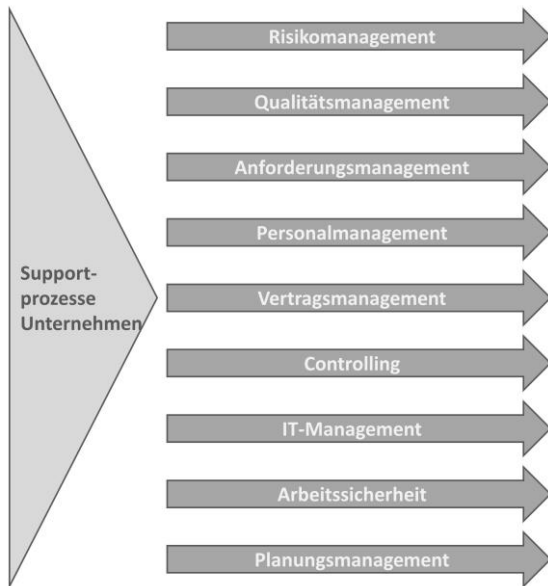 Risikomanagement
Qualitätsmanagement
Anforderungsmanagement
Personalmanagement
Support-
prozesse
Unternehmen
Vertragsmanagement
Controlling
IT-Management
Arbeitssicherheit
Planungsmanagement